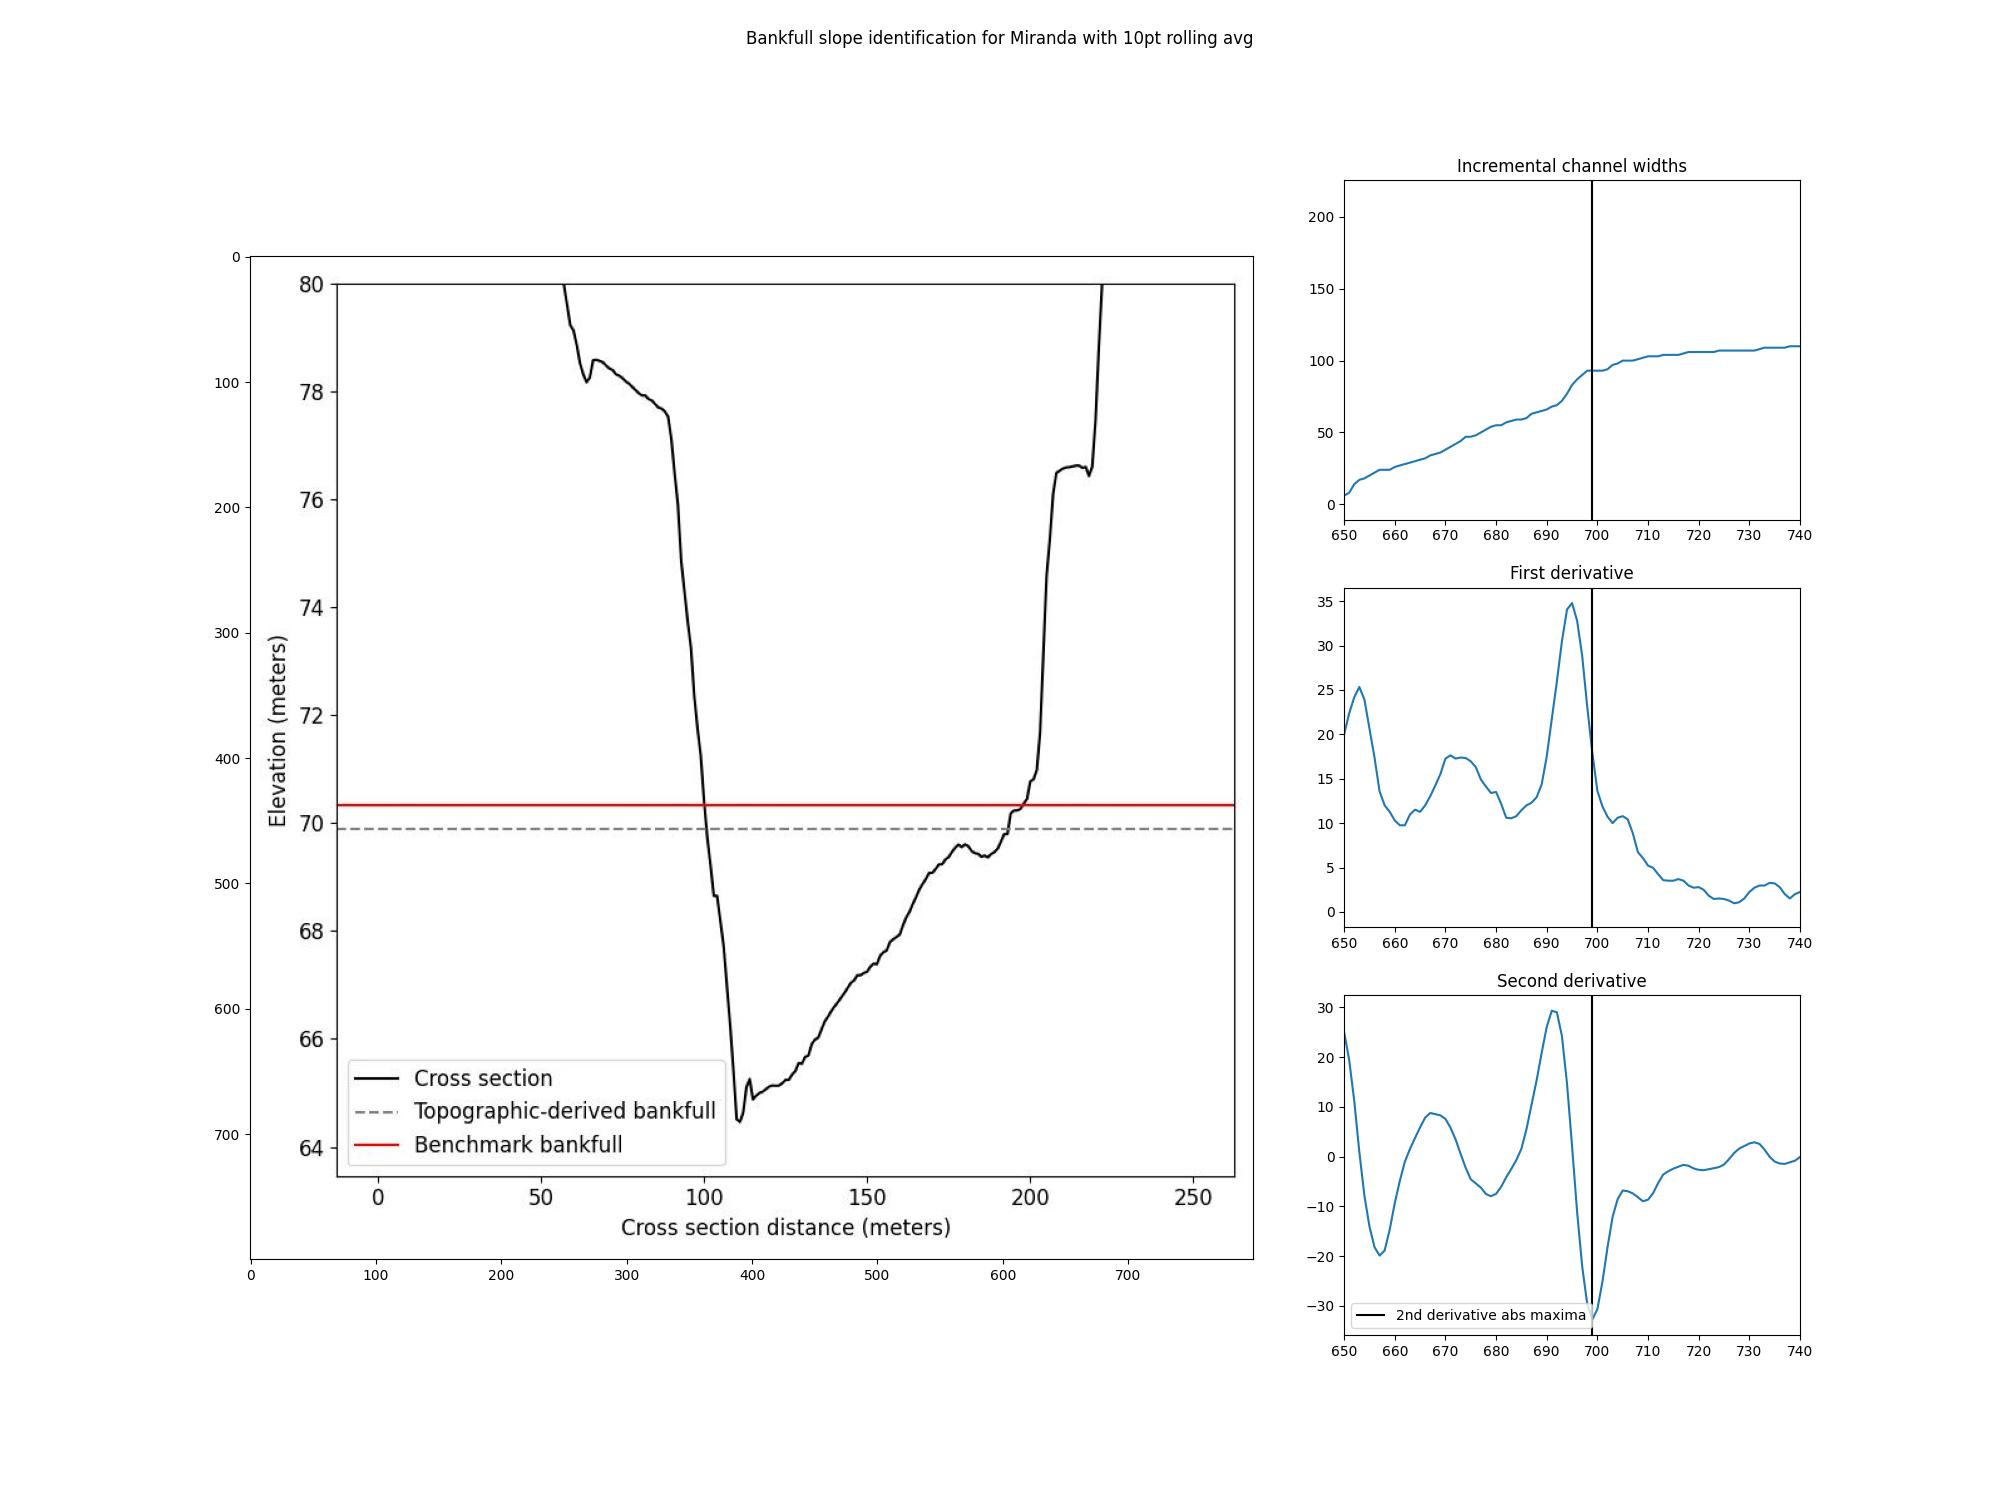 Bankfull slope identification for Miranda with 10pt rolling avg
0
100
200
300
400
500
600
700
80
78
76
74
72
70
68
66
64
Elevation (meters)
Cross section
Topographic-derived bankfull
Benchmark bankfull
0 50 100 150 200 250
Cross section distance (meters)
0 100 200 300 400 500 600 700
Incremental channel widths
200
150
100
50
0
650 660 670 680 690 700 710 720 730 740
First derivative
35
30
25
20
15
10
5
0
650 660 670 680 690 700 710 720 730 740
Second derivative
30
20
10
0
−10
−20
−30
2nd derivative abs maxima
650 660 670 680 690 700 710 720 730 740